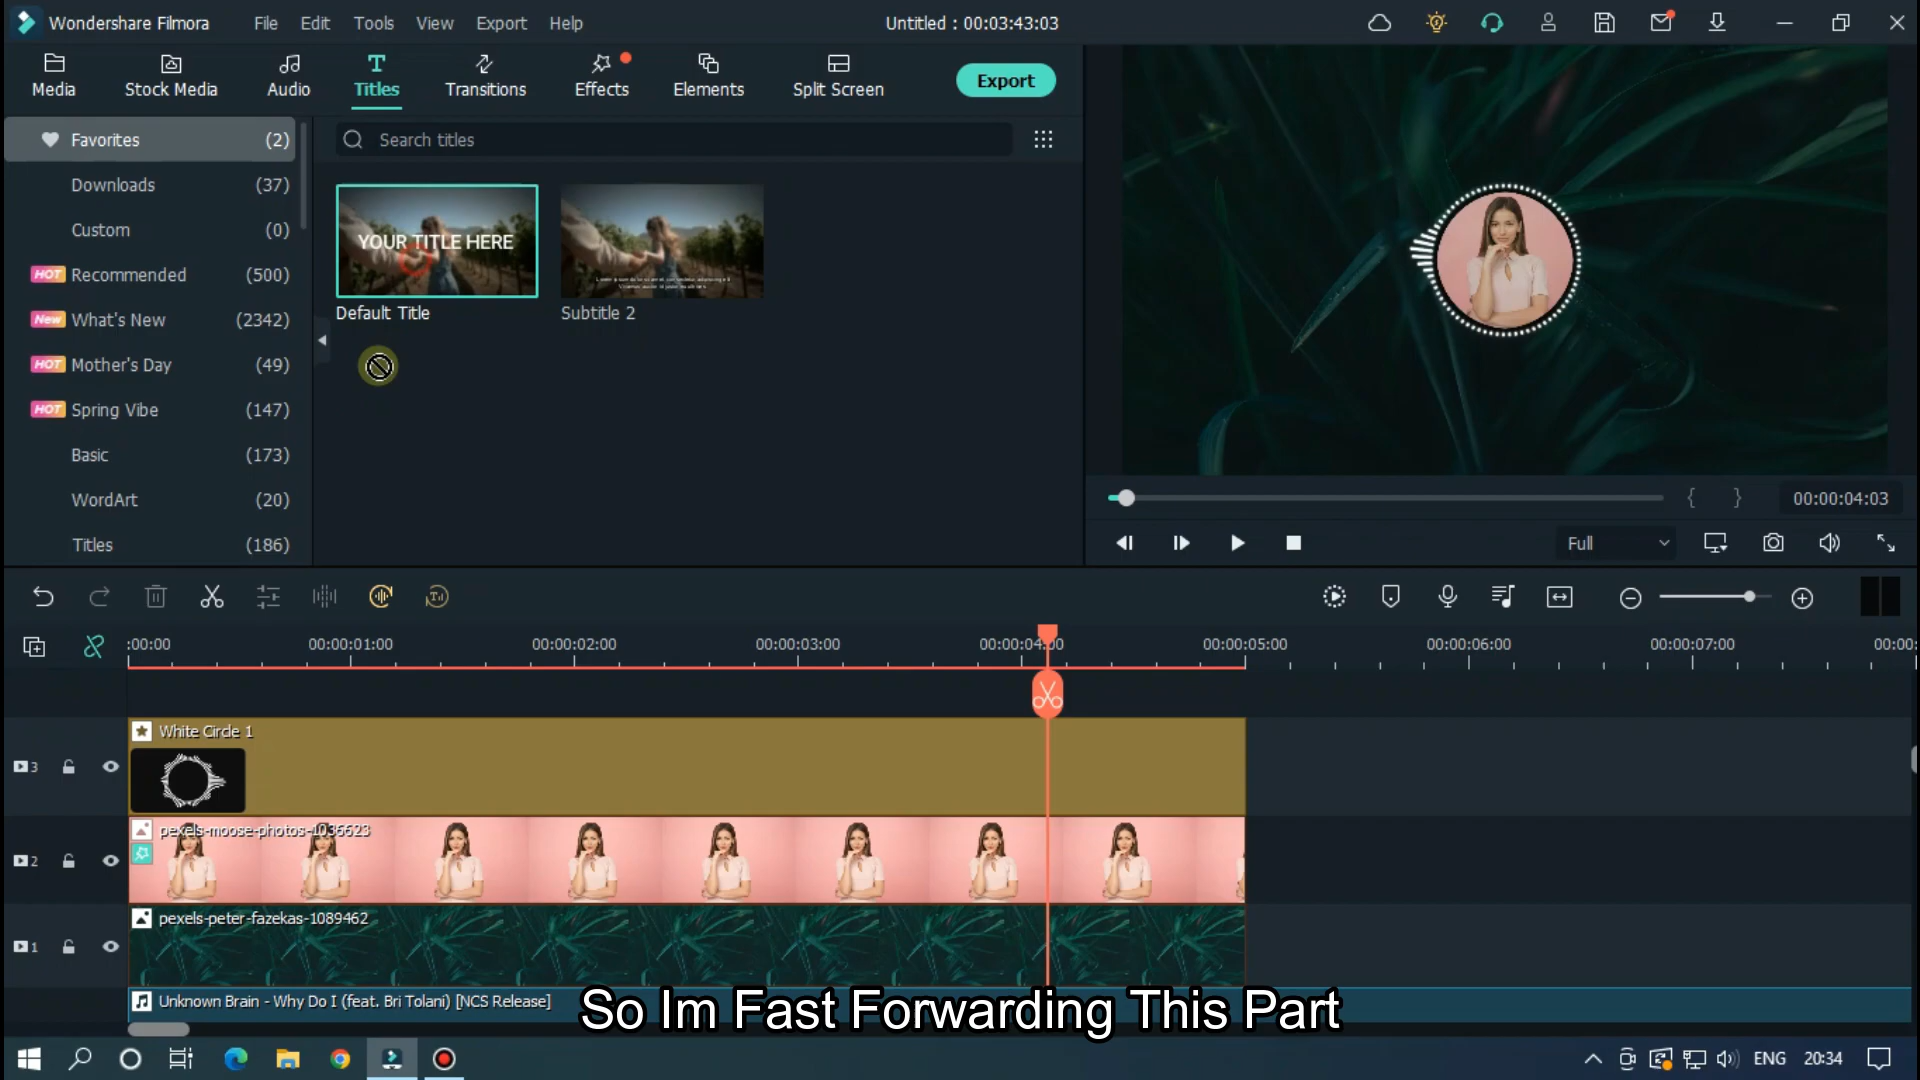 Wondershare Filmora
File Edit Tools View Export Help
Untitled : 00:03:43:03
Media Stock Media Audio Titles Transitions Effects Elements Split Screen
Export
Favorites (2)
Downloads (37)
Custom (0)
HOT Recommended (500)
New What's New (2342)
HOT Mother's Day (49)
HOT Spring Vibe (147)
Basic (173)
WordArt (20)
Titles (186)
Search titles
YOUR TITLE HERE
Default Title
Subtitle 2
00:00:04:03
Full
:00:00 00:00:01:00 00:00:02:00 00:00:03:00 00:00:04:00 00:00:05:00 00:00:06:00 00:00:07:00 00:00:
3
White Circle 1
2
pexels-moose-photos-1036623
1
pexels-peter-fazekas-1089462
Unknown Brain - Why Do I (feat. Bri Tolani) [NCS Release]
So Im Fast Forwarding This Part
ENG 20:34